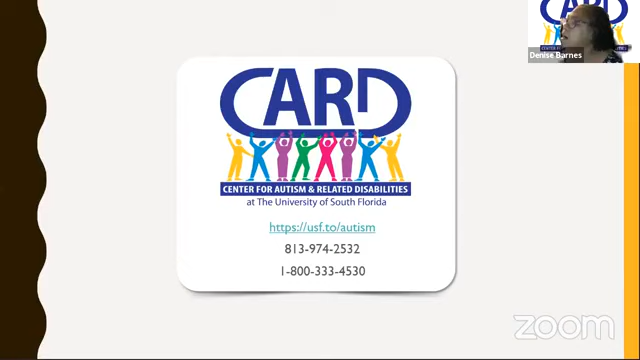 CARD
CENTER FOR AUTISM & RELATED DISABILITIES
at The University of South Florida
https://usf.to/autism
813-974-2532
1-800-333-4530
Denise Barnes
zoom